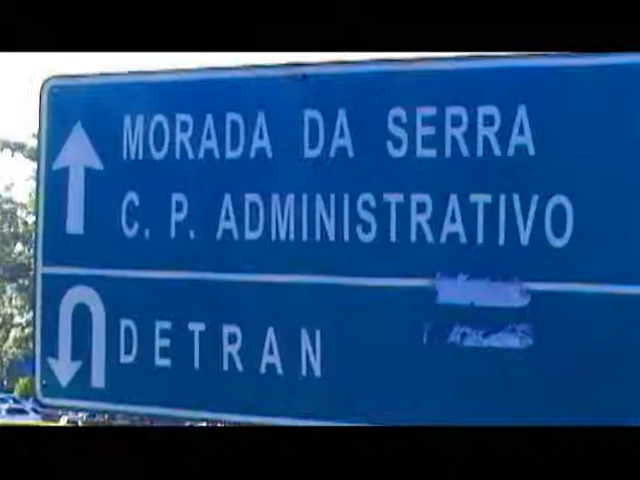 MORADA DA SERRA
C. P. ADMINISTRATIVO
DETRAN